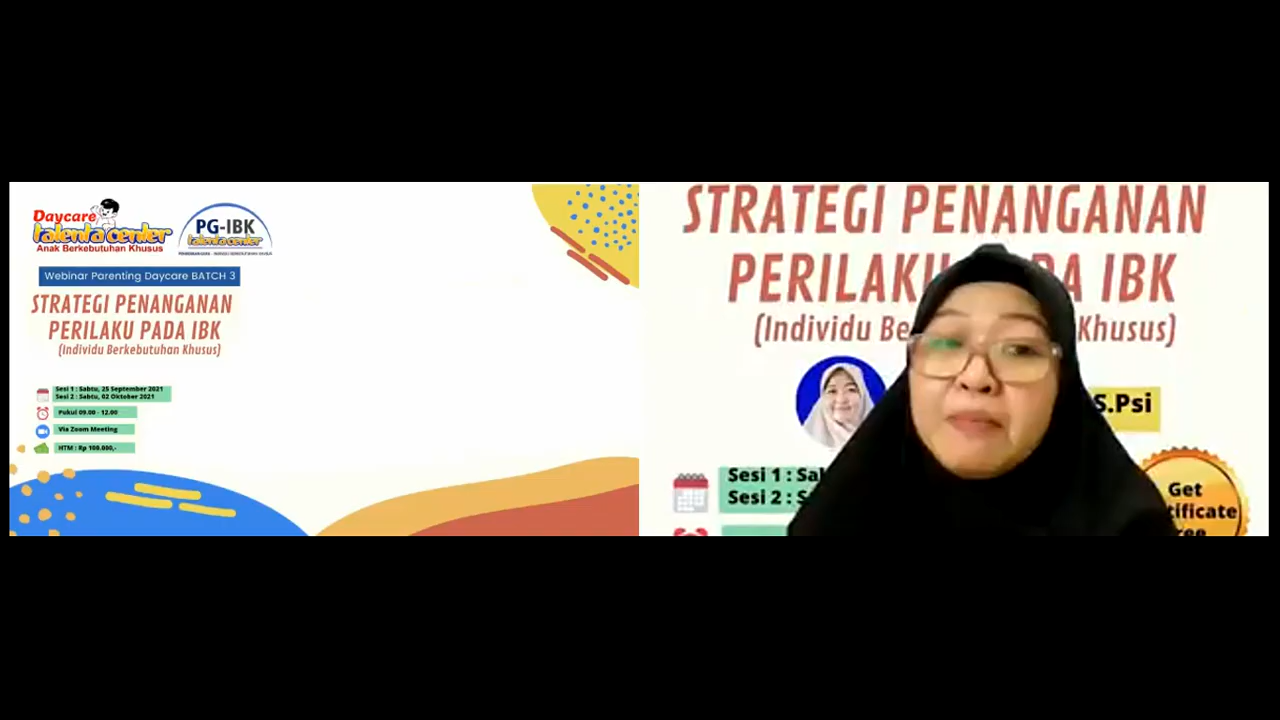 Daycare
talenta center
Anak Berkebutuhan Khusus
PG-IBK
talenta center
Webinar Parenting Daycare BATCH 3
STRATEGI PENANGANAN
PERILAKU PADA IBK
(Individu Berkebutuhan Khusus)
Sesi 1 : Sabtu, 25 September 2021
Sesi 2 : Sabtu, 02 Oktober 2021
Pukul 09.00 - 12.00
Via Zoom Meeting
HTM : Rp 100.000,-
STRATEGI PENANGANAN
PERILAKU PADA IBK
(Individu Be Khusus)
S.Psi
Sesi 1 : Sa
Sesi 2 : S
Get
tificate
ree